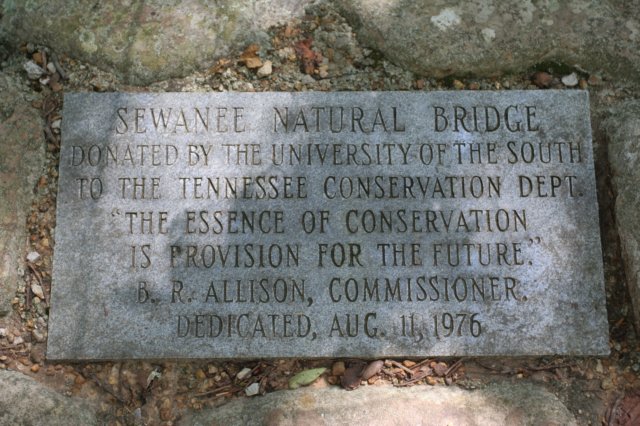 SEWANEE NATURAL BRIDGE
DONATED BY THE UNIVERSITY OF THE SOUTH
TO THE TENNESSEE CONSERVATION DEPT.
"THE ESSENCE OF CONSERVATION
IS PROVISION FOR THE FUTURE."
B. R. ALLISON, COMMISSIONER.
DEDICATED, AUG. 11, 1976